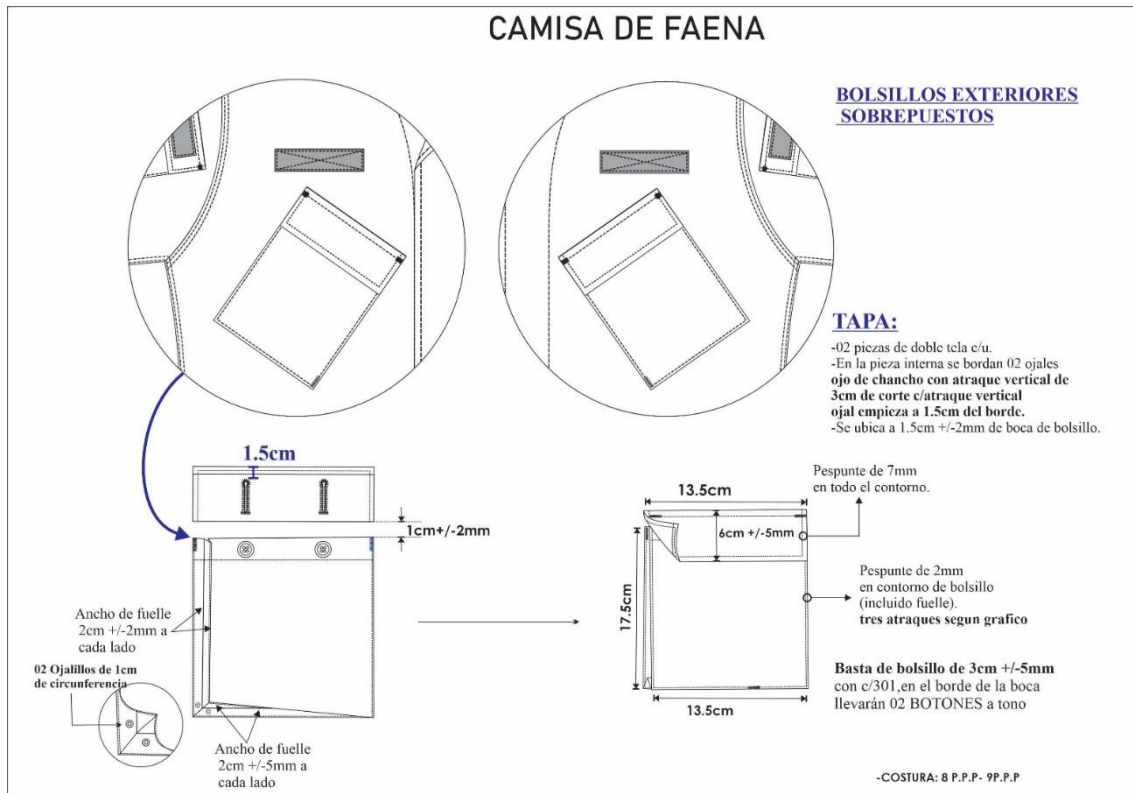 CAMISA DE FAENA
BOLSILLOS EXTERIORES
SOBREPUESTOS
TAPA:
-02 piezas de doble tela c/u.
-En la pieza interna se bordan 02 ojales
ojo de chancho con atraque vertical de
3cm de corte c/atraque vertical
ojal empieza a 1.5cm del borde.
-Se ubica a 1.5cm +/-2mm de boca de bolsillo.
1.5cm
1cm+/-2mm
Ancho de fuelle
2cm +/-2mm a
cada lado
02 Ojalillos de 1cm
de circunferencia
Ancho de fuelle
2cm +/-5mm a
cada lado
13.5cm
6cm +/-5mm
17.5cm
13.5cm
Pespunte de 7mm
en todo el contorno.
Pespunte de 2mm
en contorno de bolsillo
(incluido fuelle).
tres atraques segun grafico
Basta de bolsillo de 3cm +/-5mm
con c/301,en el borde de la boca
llevarán 02 BOTONES a tono
-COSTURA: 8 P.P.P- 9P.P.P